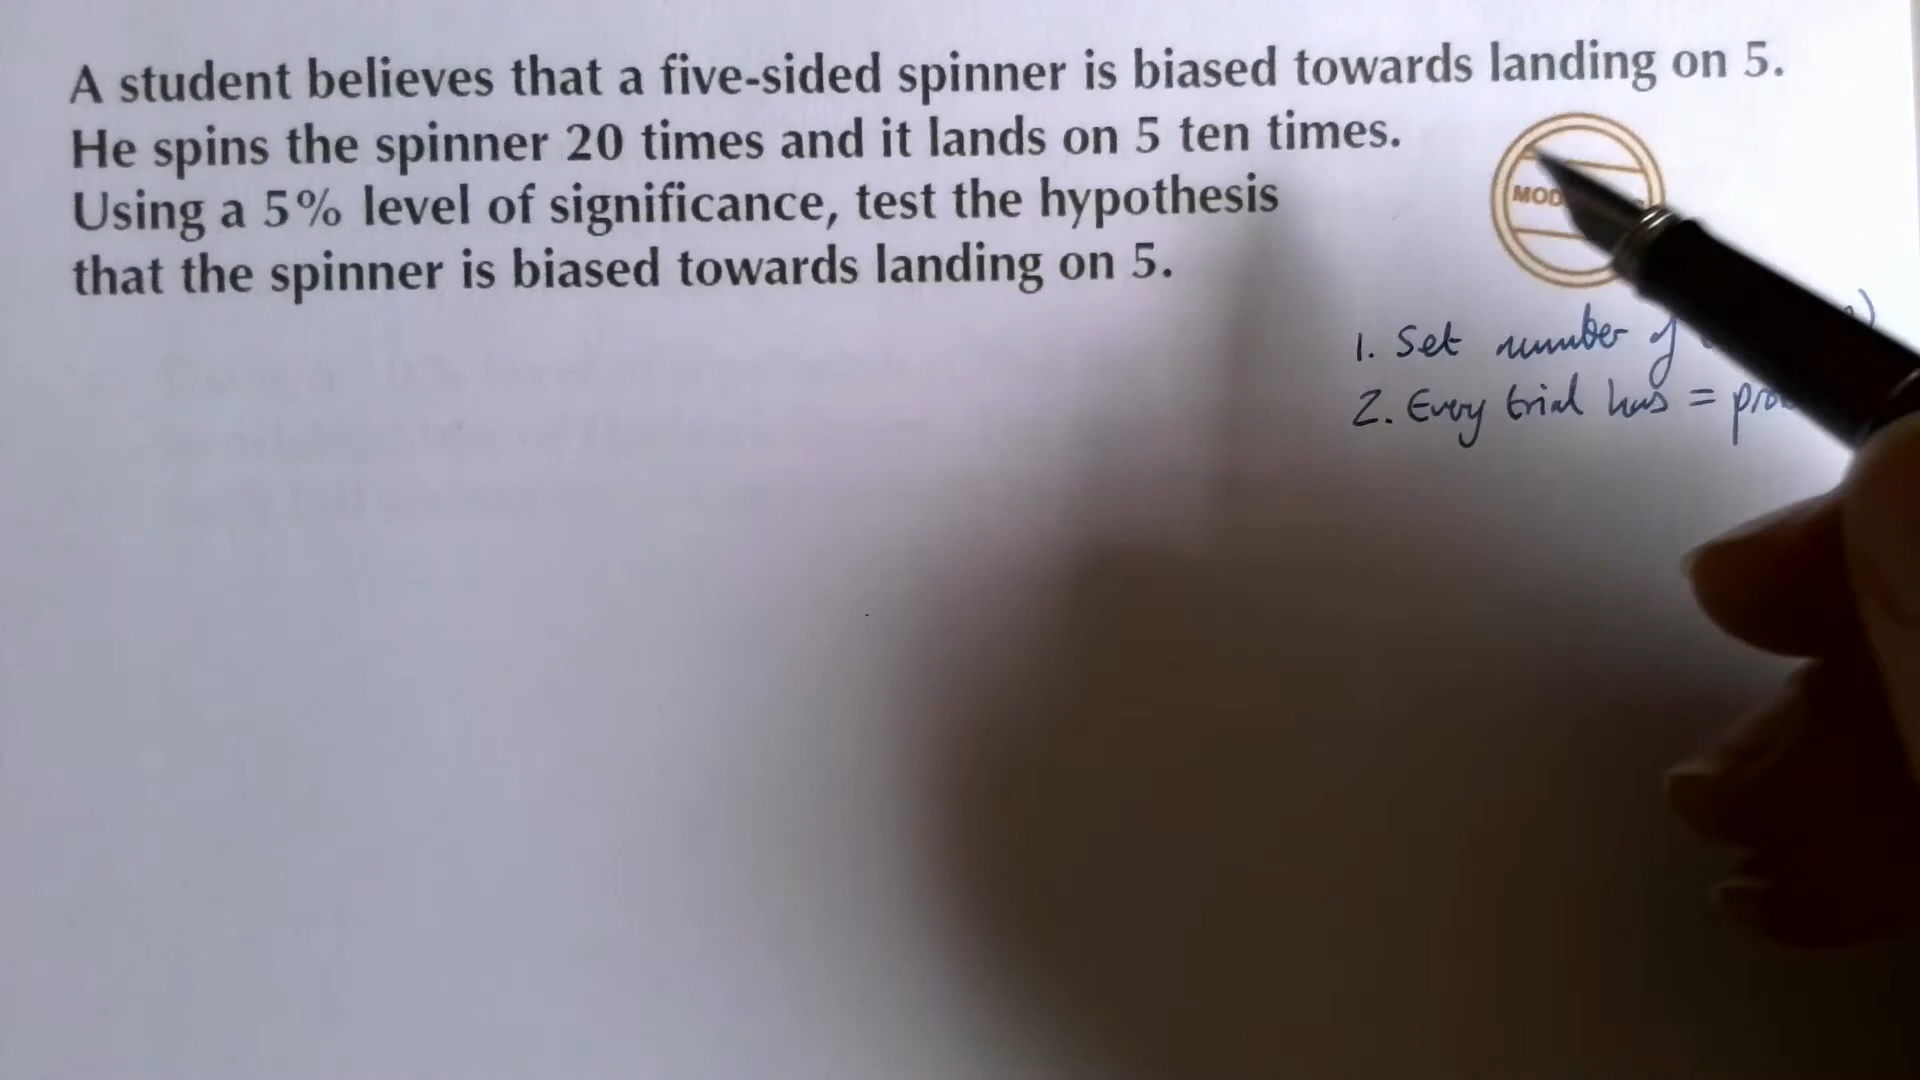 A student believes that a five-sided spinner is biased towards landing on 5.
He spins the spinner 20 times and it lands on 5 ten times.
Using a 5% level of significance, test the hypothesis
that the spinner is biased towards landing on 5.
1. Set number of
2. Every trial has =